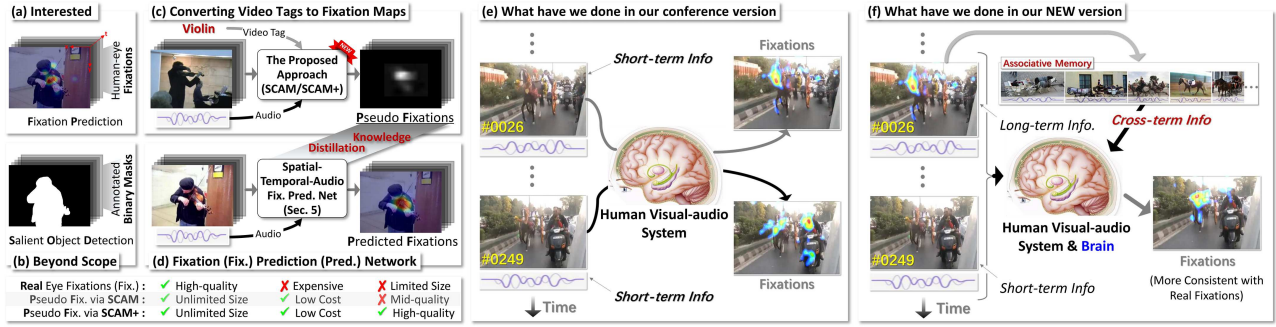 (a) Interested
Human-eye
Fixations
t
Fixation Prediction
Annotated
Binary Masks
Salient Object Detection
(b) Beyond Scope
(c) Converting Video Tags to Fixation Maps
Violin
Video Tag
NEW
The Proposed
Approach
(SCAM/SCAM+)
Audio
Pseudo Fixations
Knowledge
Distillation
Spatial-
Temporal-Audio
Fix. Pred. Net
(Sec. 5)
Audio
Predicted Fixations
(d) Fixation (Fix.) Prediction (Pred.) Network
Real Eye Fixations (Fix.) : ✓ High-quality ✗ Expensive ✗ Limited Size
Pseudo Fix. via SCAM : ✓ Unlimited Size ✓ Low Cost ✗ Mid-quality
Pseudo Fix. via SCAM+ : ✓ Unlimited Size ✓ Low Cost ✓ High-quality
(e) What have we done in our conference version
Short-term Info
Fixations
#0026
Human Visual-audio
System
#0249
Fixations
Short-term Info
Time
(f) What have we done in our NEW version
Associative Memory
#0026
Long-term Info.
Cross-term Info
#0249
Human Visual-audio
System & Brain
Fixations
(More Consistent with
Real Fixations)
Short-term Info
Time